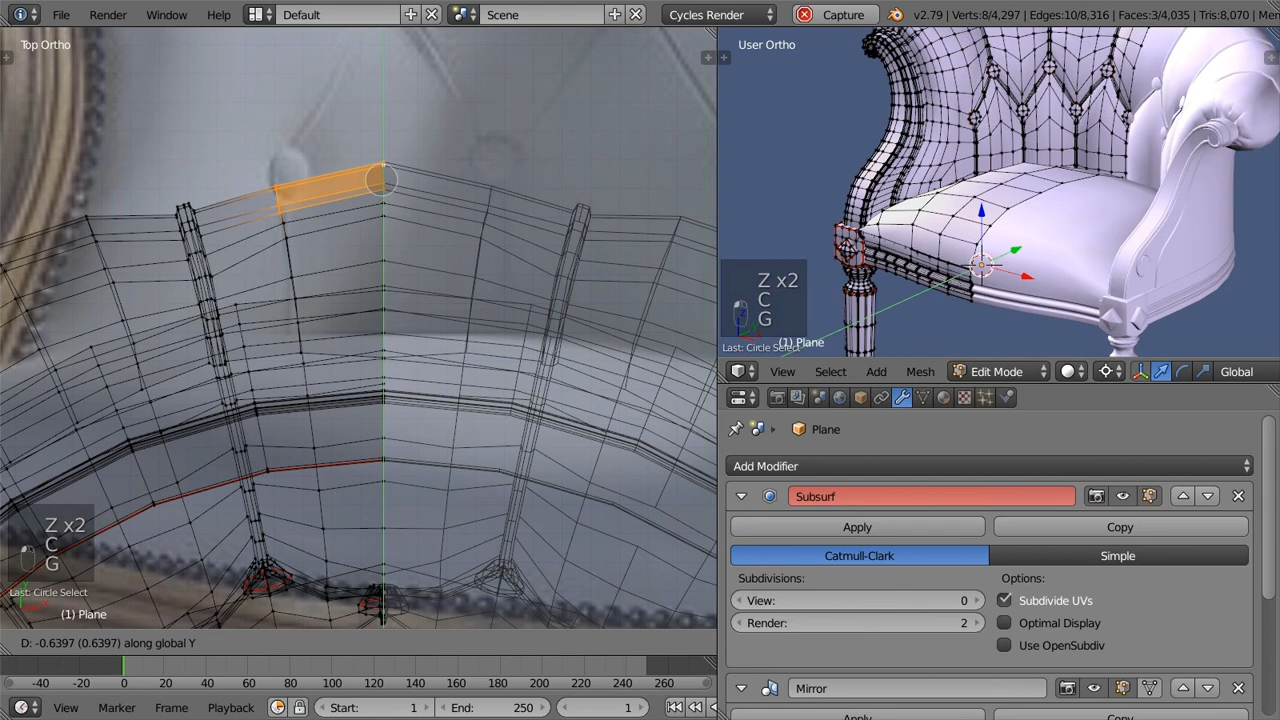 File Render Window Help Default Scene Cycles Render Capture v2.79 | Verts:8/4,297 | Edges:10/8,316 | Faces:3/4,035 | Tris:8,070 |
Top Ortho
User Ortho
Z x2
C
G
Last: Circle Select
(1) Plane
View Select Add Mesh Edit Mode Global
Plane
Add Modifier
Subsurf
Apply Copy
Catmull-Clark Simple
Subdivisions: Options:
View: 0 Subdivide UVs
Render: 2 Optimal Display
Use OpenSubdiv
Mirror
Z x2
C
G
Last: Circle Select
(1) Plane
D: -0.6397 (0.6397) along global Y
-40 -20 0 20 40 60 80 100 120 140 160 180 200 220 240 260
View Marker Frame Playback Start: 1 End: 250 1
Apply Copy